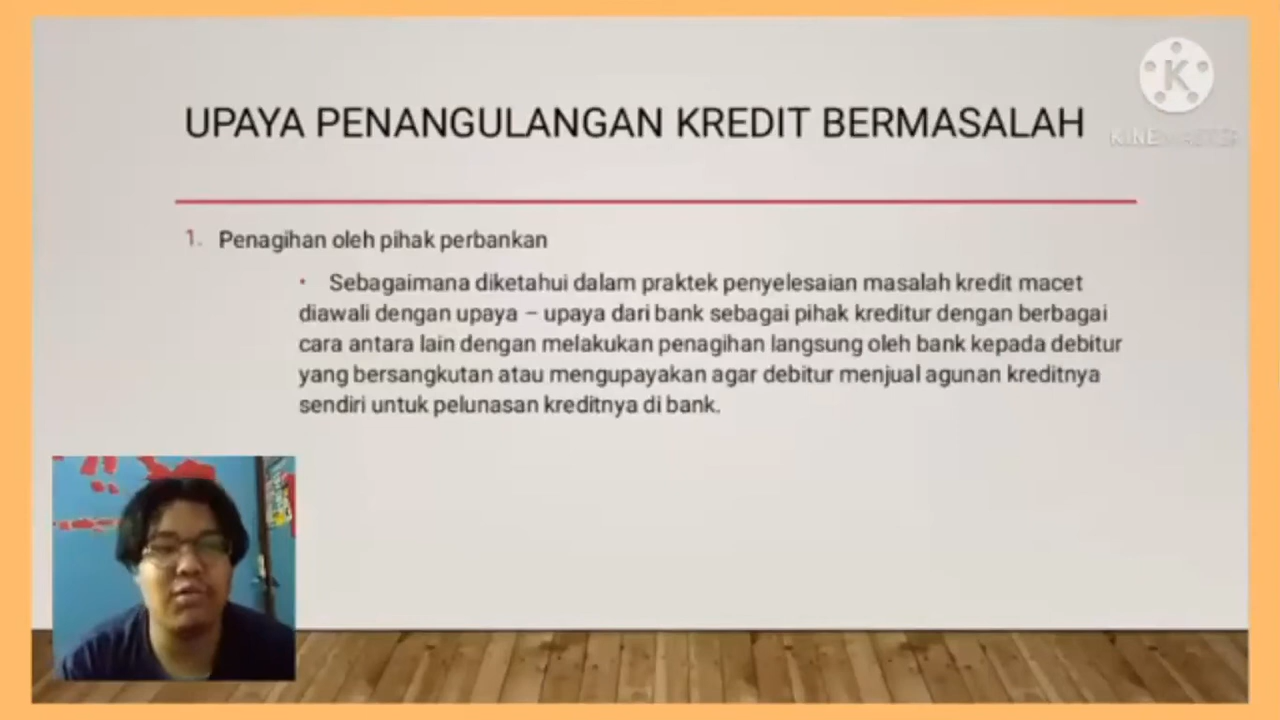 UPAYA PENANGULANGAN KREDIT BERMASALAH
K
KINEMASTER
1. Penagihan oleh pihak perbankan
• Sebagaimana diketahui dalam praktek penyelesaian masalah kredit macet
diawali dengan upaya – upaya dari bank sebagai pihak kreditur dengan berbagai
cara antara lain dengan melakukan penagihan langsung oleh bank kepada debitur
yang bersangkutan atau mengupayakan agar debitur menjual agunan kreditnya
sendiri untuk pelunasan kreditnya di bank.